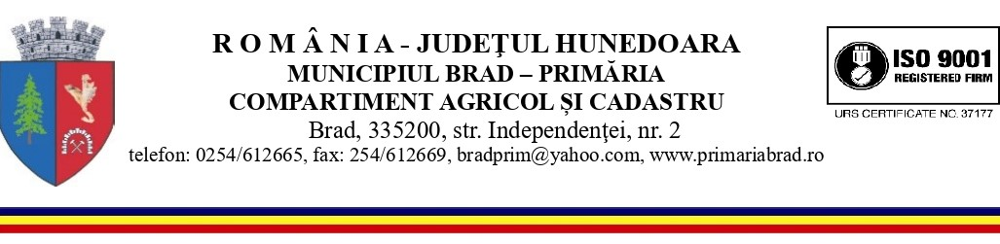 R O M Â N I A - JUDEŢUL HUNEDOARA
MUNICIPIUL BRAD – PRIMĂRIA
COMPARTIMENT AGRICOL ȘI CADASTRU
Brad, 335200, str. Independenţei, nr. 2
telefon: 0254/612665, fax: 254/612669, bradprim@yahoo.com, www.primariabrad.ro
ISO 9001
REGISTERED FIRM
URS CERTIFICATE NO. 37177